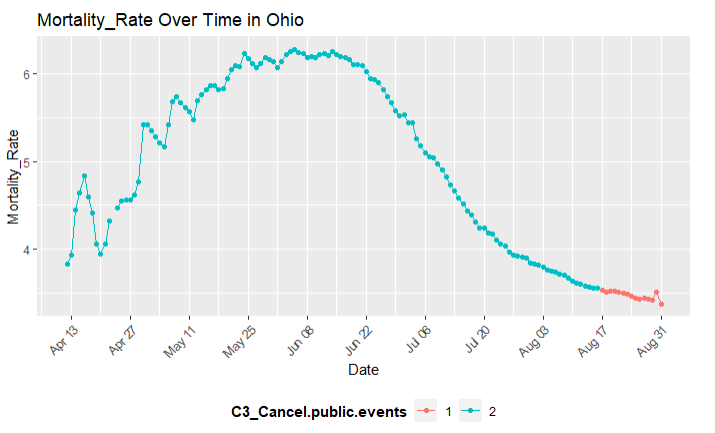 Mortality_Rate Over Time in Ohio
Mortality_Rate
6
5
4
Apr 13
Apr 27
May 11
May 25
Jun 08
Jun 22
Jul 06
Jul 20
Aug 03
Aug 17
Aug 31
Date
C3_Cancel.public.events 1 2